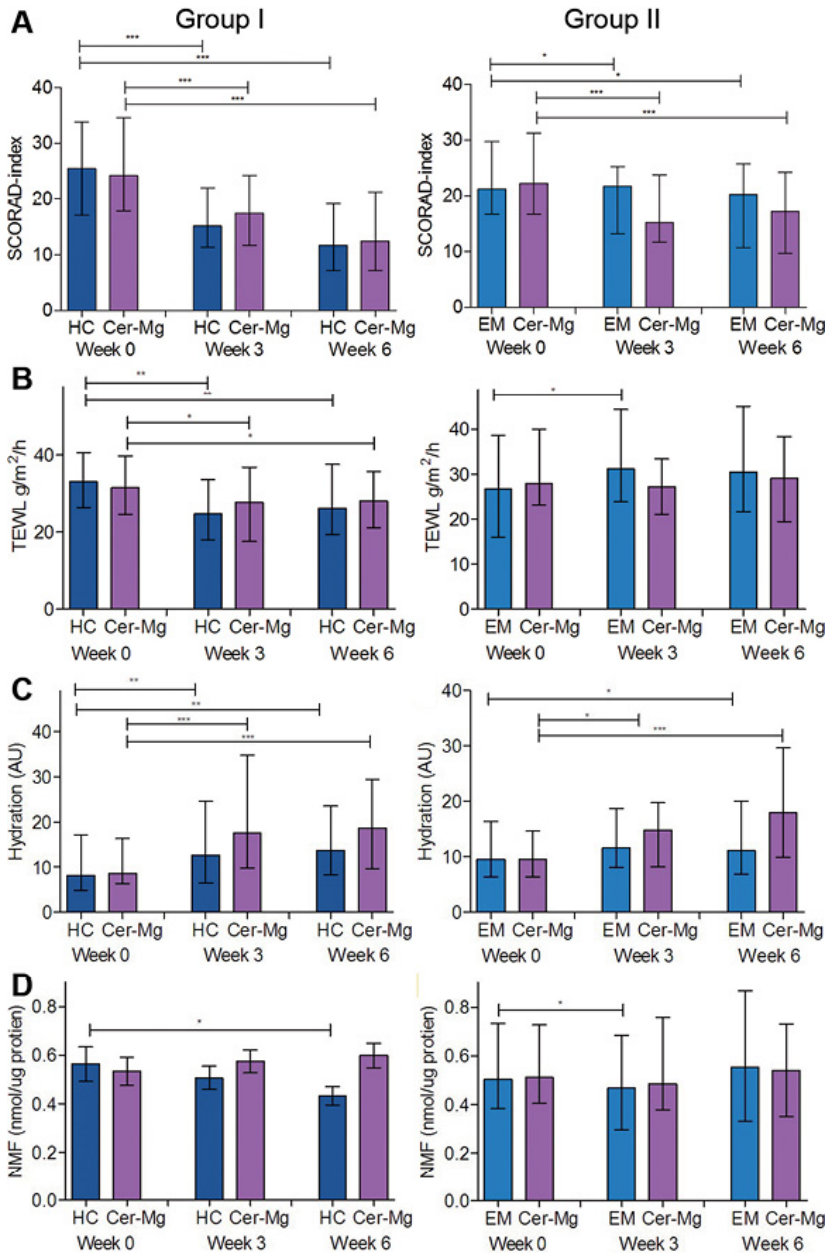 Group I
Group II
A
***
***
***
***
SCORAD-index
40
30
20
10
0
HC Cer-Mg HC Cer-Mg HC Cer-Mg
Week 0 Week 3 Week 6
*
*
***
***
SCORAD-index
40
30
20
10
0
EM Cer-Mg EM Cer-Mg EM Cer-Mg
Week 0 Week 3 Week 6
B
**
**
*
*
TEWL g/m²/h
40
20
0
HC Cer-Mg HC Cer-Mg HC Cer-Mg
Week 0 Week 3 Week 6
*
TEWL g/m²/h
40
30
20
10
0
EM Cer-Mg EM Cer-Mg EM Cer-Mg
Week 0 Week 3 Week 6
C
**
**
***
***
Hydration (AU)
40
30
20
10
0
HC Cer-Mg HC Cer-Mg HC Cer-Mg
Week 0 Week 3 Week 6
*
*
***
Hydration (AU)
40
30
20
10
0
EM Cer-Mg EM Cer-Mg EM Cer-Mg
Week 0 Week 3 Week 6
D
*
NMF (nmol/ug protien)
0.8
0.6
0.4
0.2
0.0
HC Cer-Mg HC Cer-Mg HC Cer-Mg
Week 0 Week 3 Week 6
*
NMF (nmol/ug protien)
0.8
0.6
0.4
0.2
0.0
EM Cer-Mg EM Cer-Mg EM Cer-Mg
Week 0 Week 3 Week 6